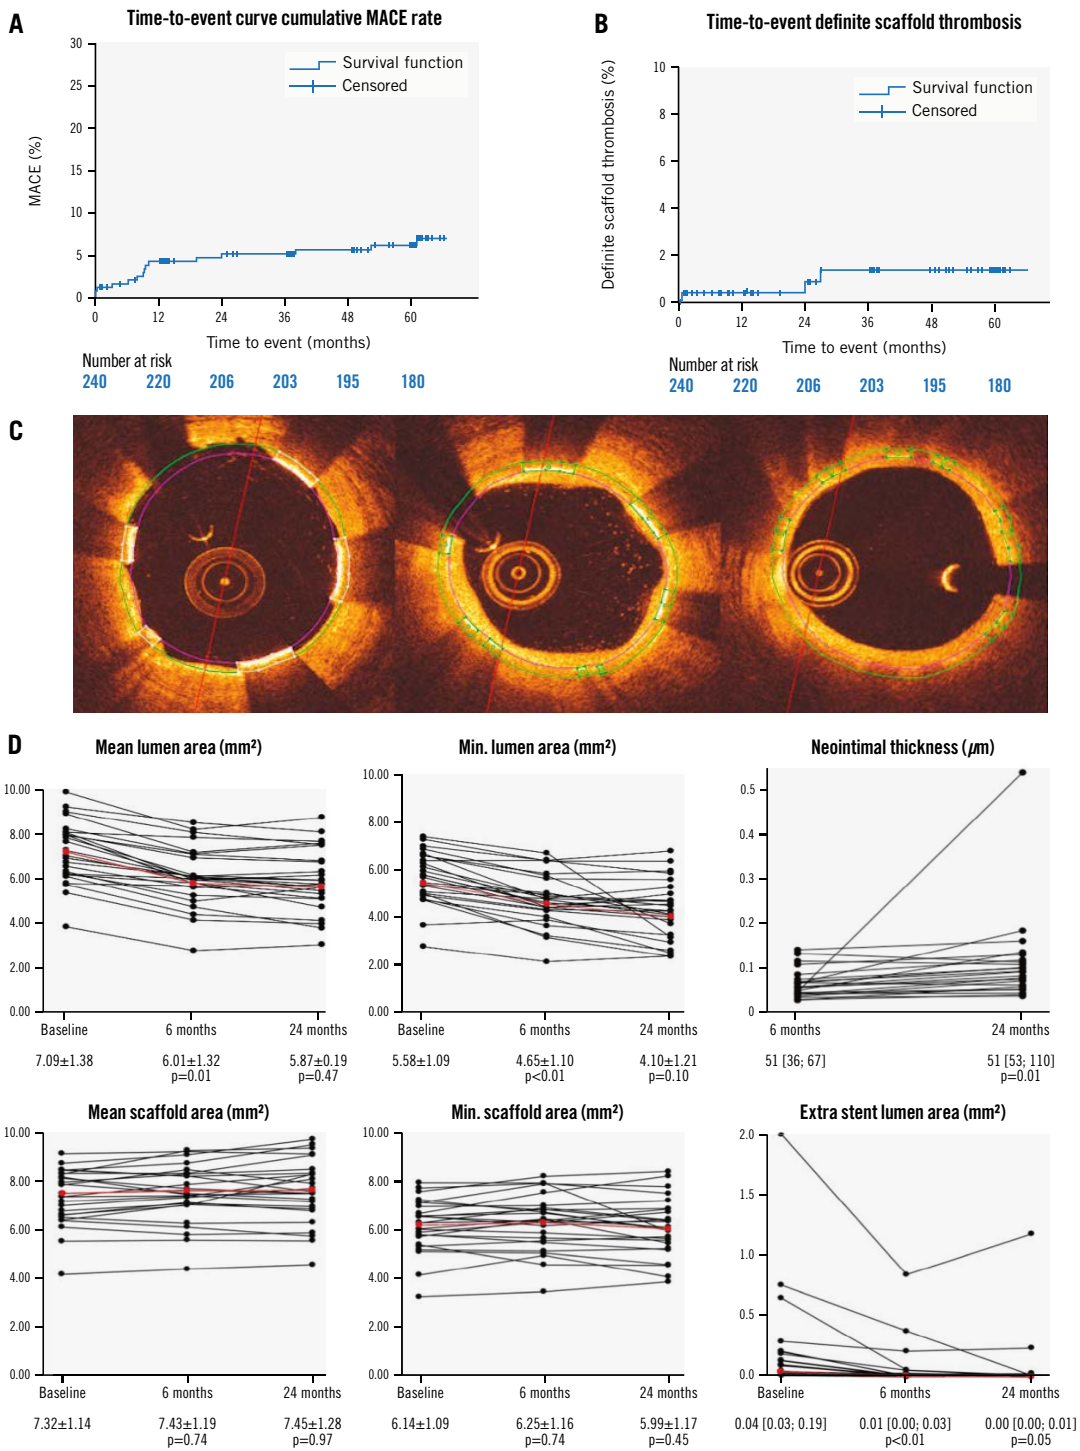 A
Time-to-event curve cumulative MACE rate
30
25
20
15
10
5
0
MACE (%)
Survival function
Censored
0 12 24 36 48 60
Time to event (months)
Number at risk
240 220 206 203 195 180
B
Time-to-event definite scaffold thrombosis
10
8
6
4
2
0
Definite scaffold thrombosis (%)
Survival function
Censored
0 12 24 36 48 60
Time to event (months)
Number at risk
240 220 206 203 195 180
C
D
Mean lumen area (mm²)
10.00
8.00
6.00
4.00
2.00
0.00
Baseline 6 months 24 months
7.09±1.38 6.01±1.32 5.87±0.19
p=0.01 p=0.47
Min. lumen area (mm²)
10.00
8.00
6.00
4.00
2.00
0.00
Baseline 6 months 24 months
5.58±1.09 4.65±1.10 4.10±1.21
p<0.01 p=0.10
Neointimal thickness (μm)
0.5
0.4
0.3
0.2
0.1
0
6 months 24 months
51 [36; 67] 51 [53; 110]
p=0.01
Mean scaffold area (mm²)
10.00
8.00
6.00
4.00
2.00
0.00
Baseline 6 months 24 months
7.32±1.14 7.43±1.19 7.45±1.28
p=0.74 p=0.97
Min. scaffold area (mm²)
10.00
8.00
6.00
4.00
2.00
0.00
Baseline 6 months 24 months
6.14±1.09 6.25±1.16 5.99±1.17
p=0.74 p=0.45
Extra stent lumen area (mm²)
2.0
1.5
1.0
0.5
0.0
Baseline 6 months 24 months
0.04 [0.03; 0.19] 0.01 [0.00; 0.03] 0.00 [0.00; 0.01]
p<0.01 p=0.05